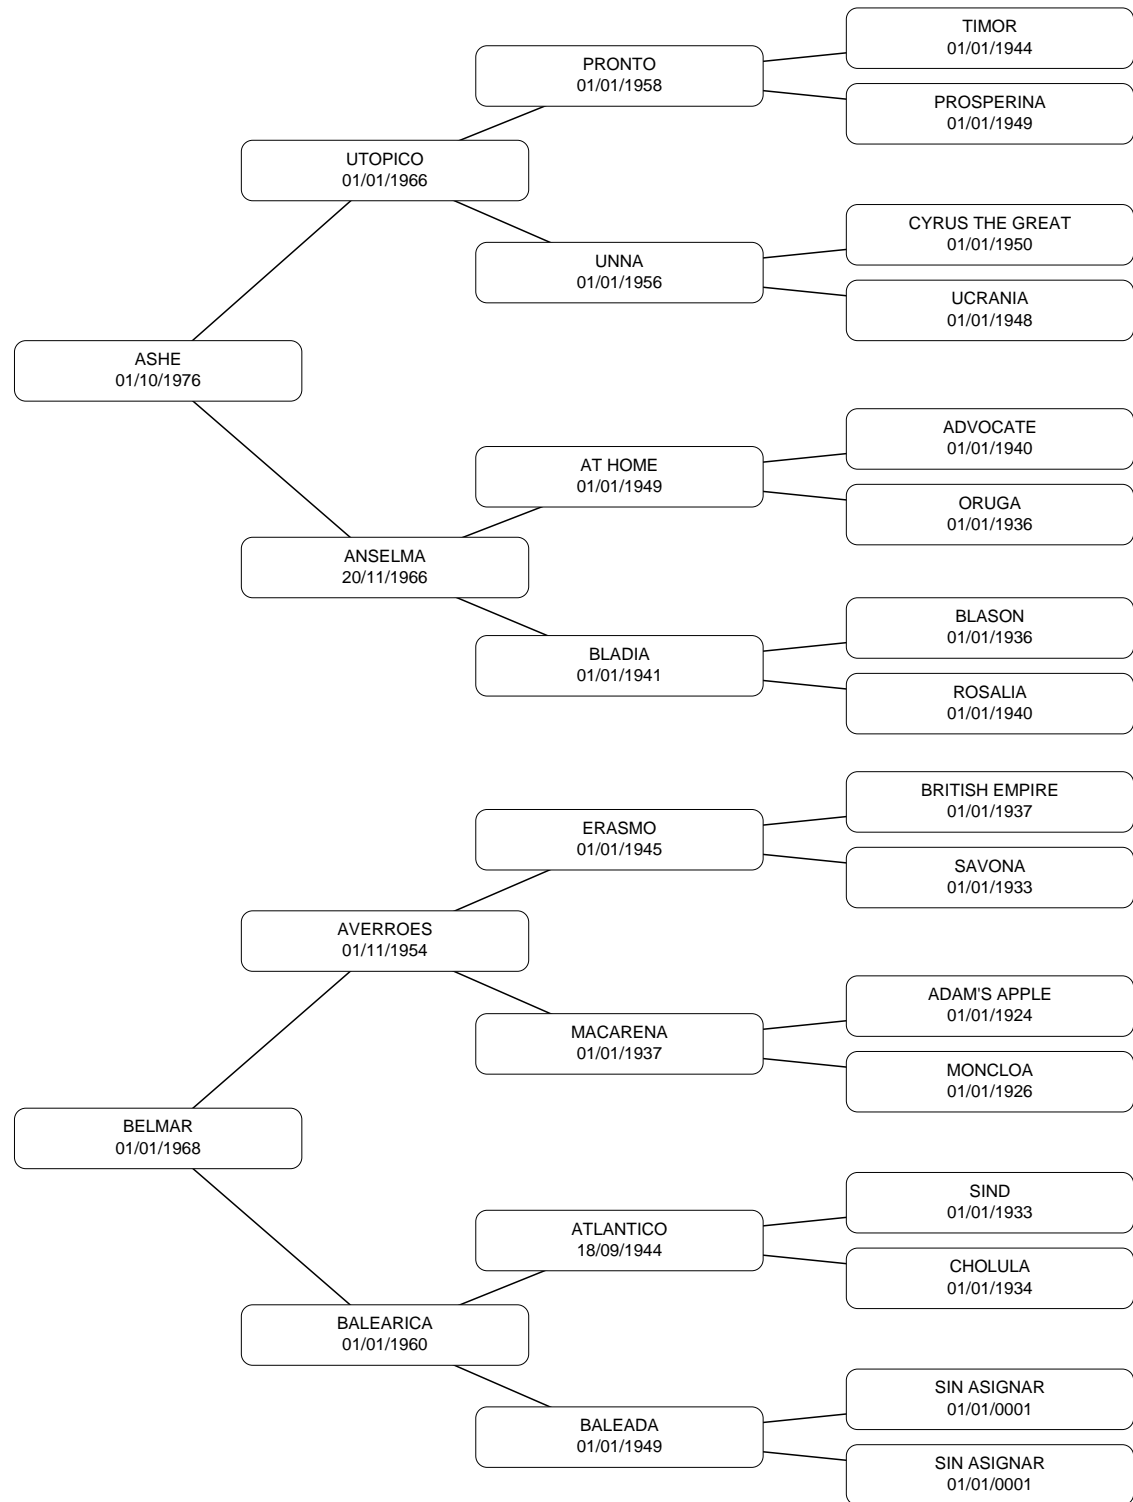 TIMOR
01/01/1944
PRONTO
01/01/1958
PROSPERINA
01/01/1949
UTOPICO
01/01/1966
CYRUS THE GREAT
01/01/1950
UNNA
01/01/1956
UCRANIA
01/01/1948
ASHE
01/10/1976
ADVOCATE
01/01/1940
AT HOME
01/01/1949
ORUGA
01/01/1936
ANSELMA
20/11/1966
BLASON
01/01/1936
BLADIA
01/01/1941
ROSALIA
01/01/1940
BRITISH EMPIRE
01/01/1937
ERASMO
01/01/1945
SAVONA
01/01/1933
AVERROES
01/11/1954
ADAM'S APPLE
01/01/1924
MACARENA
01/01/1937
MONCLOA
01/01/1926
BELMAR
01/01/1968
SIND
01/01/1933
ATLANTICO
18/09/1944
CHOLULA
01/01/1934
BALEARICA
01/01/1960
SIN ASIGNAR
01/01/0001
BALEADA
01/01/1949
SIN ASIGNAR
01/01/0001